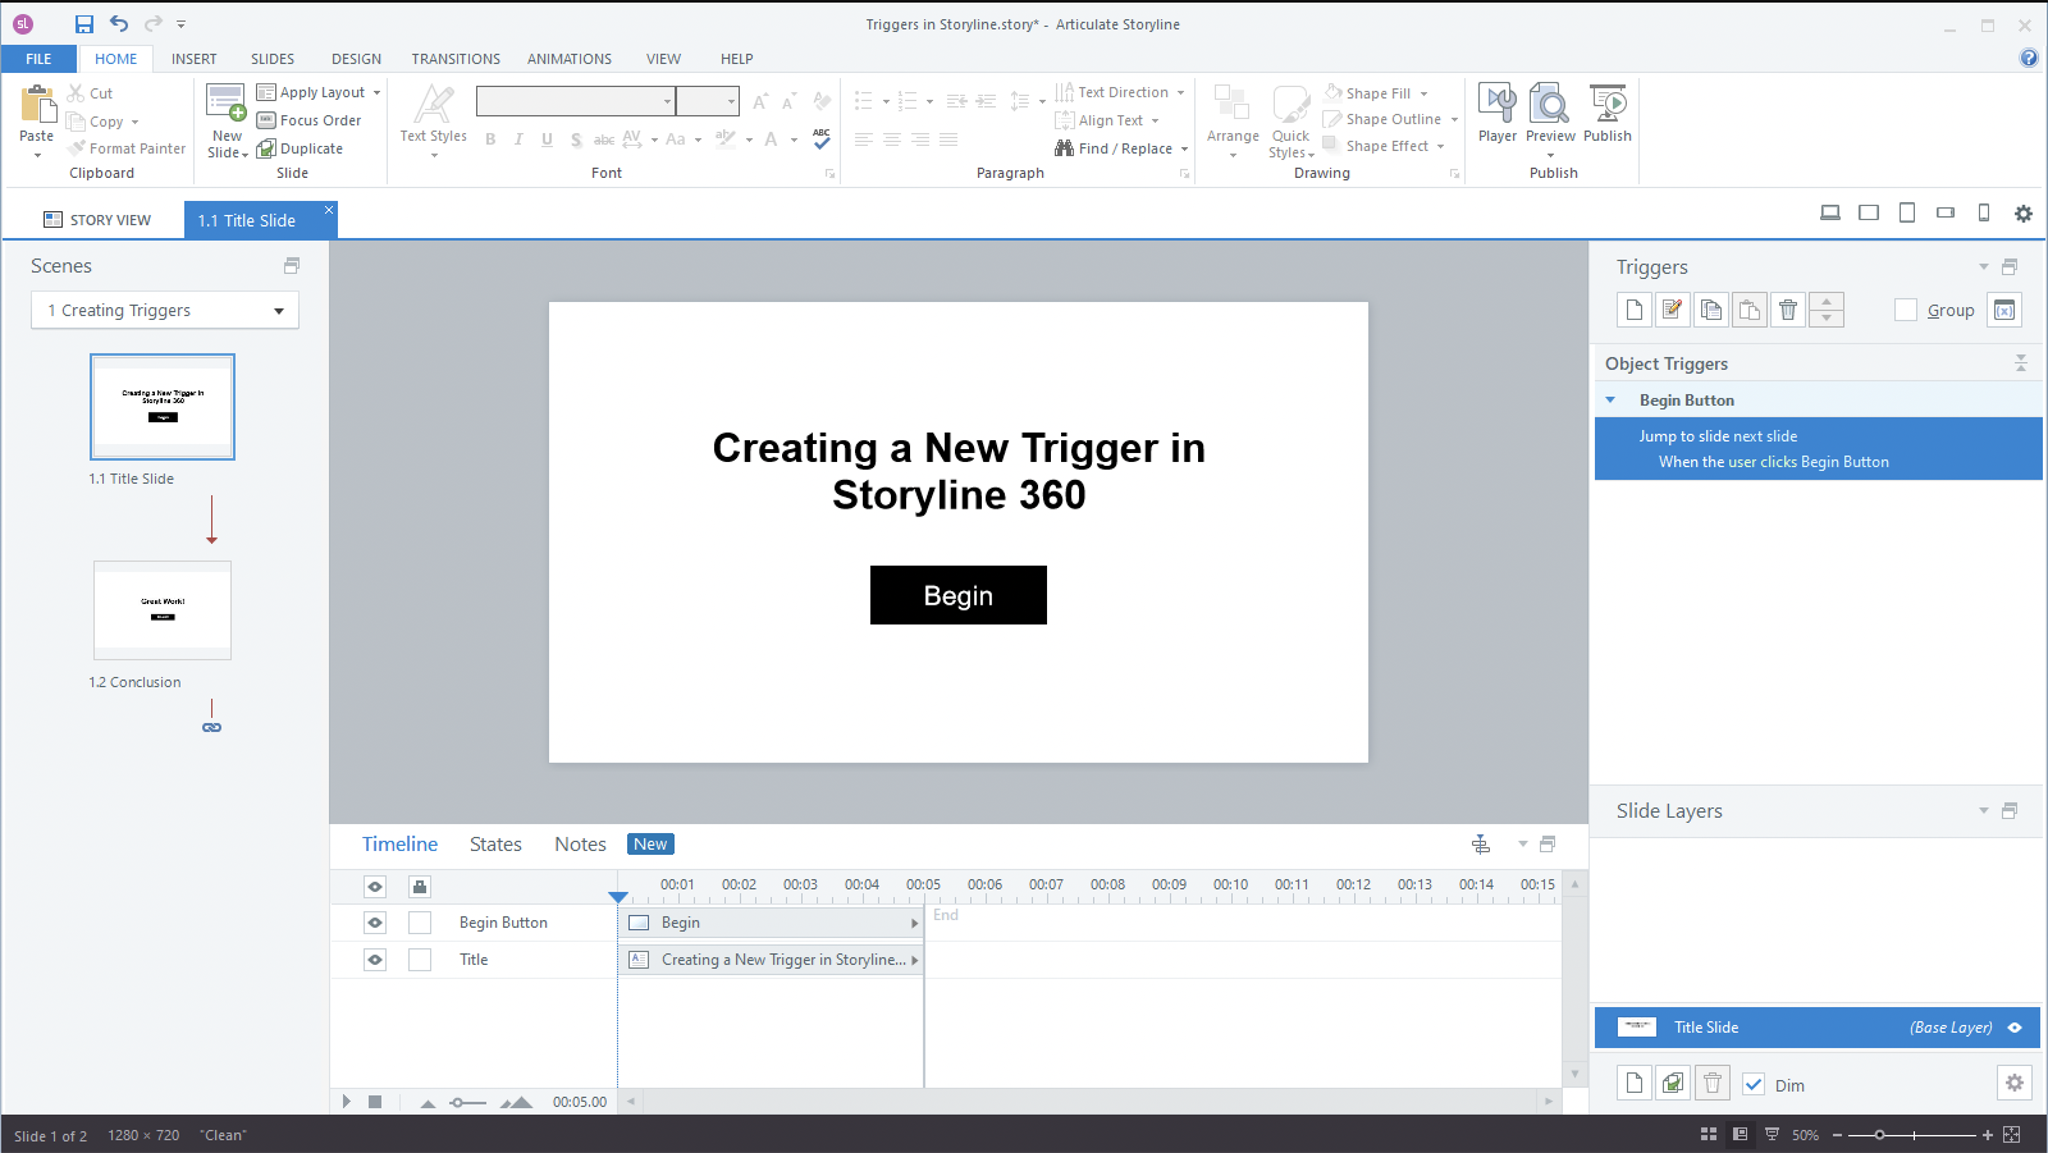 sL
Triggers in Storyline.story* - Articulate Storyline
FILE HOME INSERT SLIDES DESIGN TRANSITIONS ANIMATIONS VIEW HELP
Paste
Cut
Copy
Format Painter
Clipboard
New Slide
Apply Layout
Focus Order
Duplicate
Slide
Text Styles
B I U S abc AV Aa A ABC
Font
Text Direction
Align Text
Find / Replace
Paragraph
Arrange
Quick Styles
Shape Fill
Shape Outline
Shape Effect
Drawing
Player
Preview
Publish
Publish
STORY VIEW
1.1 Title Slide
Scenes
1 Creating Triggers
Creating a New Trigger in
Storyline 360
Begin
1.1 Title Slide
Great Work!
1.2 Conclusion
Creating a New Trigger in
Storyline 360
Begin
Triggers
Group
(x)
Object Triggers
Begin Button
Jump to slide next slide
When the user clicks Begin Button
Slide Layers
Title Slide (Base Layer)
Dim
Timeline States Notes New
00:01 00:02 00:03 00:04 00:05 00:06 00:07 00:08 00:09 00:10 00:11 00:12 00:13 00:14 00:15
Begin Button Begin End
Title Creating a New Trigger in Storyline...
00:05.00
Slide 1 of 2 1280 × 720 "Clean" 50%